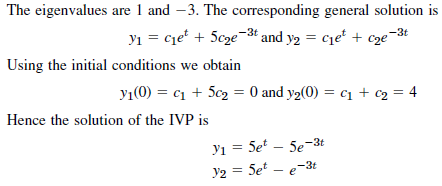 The eigenvalues are 1 and −3. The corresponding general solution is
y₁ = c₁eᵗ + 5c₂e⁻³ᵗ and y₂ = c₁eᵗ + c₂e⁻³ᵗ
Using the initial conditions we obtain
y₁(0) = c₁ + 5c₂ = 0 and y₂(0) = c₁ + c₂ = 4
Hence the solution of the IVP is
y₁ = 5eᵗ − 5e⁻³ᵗ
y₂ = 5eᵗ − e⁻³ᵗ